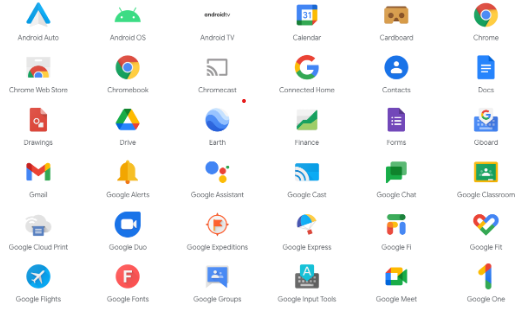 Android Auto
Android OS
androidtv
Android TV
31
Calendar
Cardboard
Chrome
Chrome Web Store
Chromebook
Chromecast
Connected Home
Contacts
Docs
Drawings
Drive
Earth
Finance
Forms
G
Gboard
Gmail
Google Alerts
Google Assistant
Google Cast
Google Chat
Google Classroom
Google Cloud Print
Google Duo
Google Expeditions
Google Express
Google Fi
Google Fit
Google Flights
F
Google Fonts
Google Groups
A
Google Input Tools
Google Meet
1
Google One